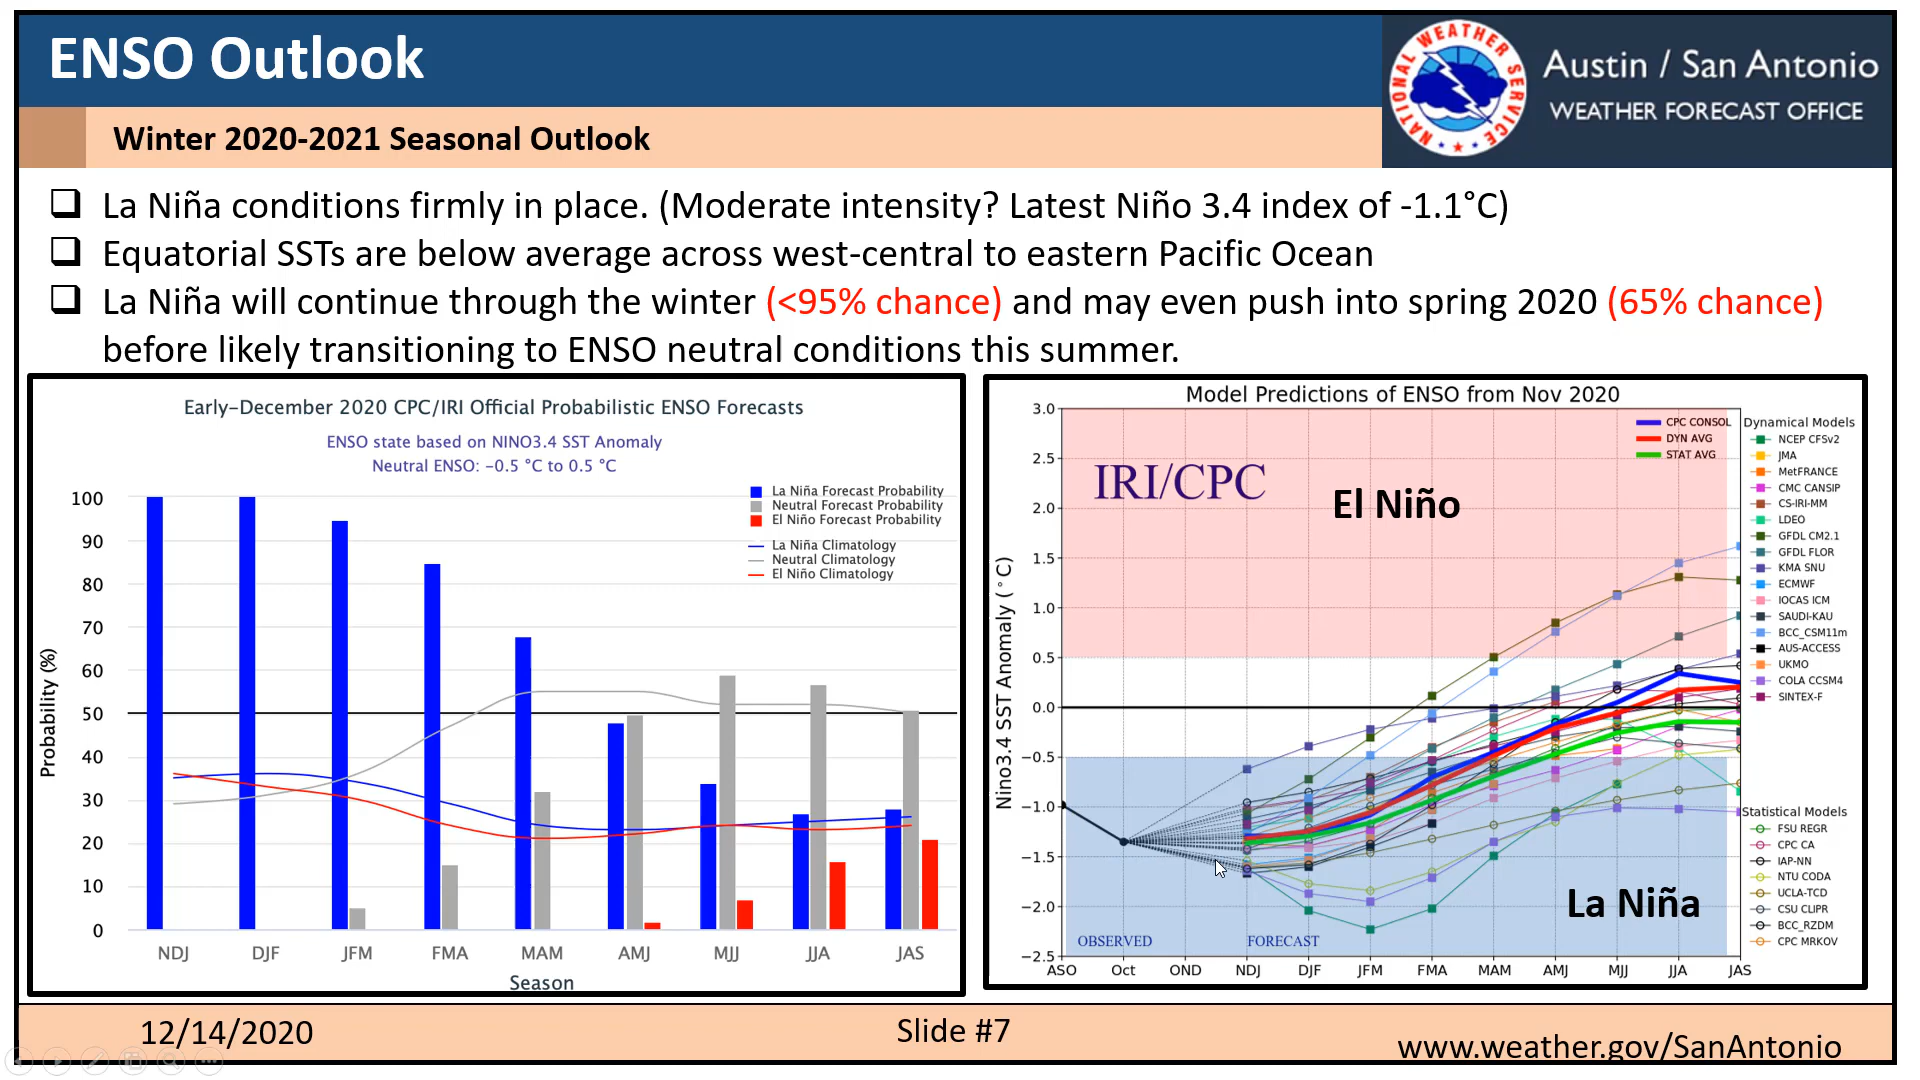 ENSO Outlook
NATIONAL WEATHER SERVICE
Austin / San Antonio
WEATHER FORECAST OFFICE
Winter 2020-2021 Seasonal Outlook
La Niña conditions firmly in place. (Moderate intensity? Latest Niño 3.4 index of -1.1°C)
Equatorial SSTs are below average across west-central to eastern Pacific Ocean
La Niña will continue through the winter (<95% chance) and may even push into spring 2020 (65% chance)
before likely transitioning to ENSO neutral conditions this summer.
Early-December 2020 CPC/IRI Official Probabilistic ENSO Forecasts
ENSO state based on NINO3.4 SST Anomaly
Neutral ENSO: -0.5 °C to 0.5 °C
La Niña Forecast Probability
Neutral Forecast Probability
El Niño Forecast Probability
La Niña Climatology
Neutral Climatology
El Niño Climatology
Probability (%)
100
90
80
70
60
50
40
30
20
10
0
NDJ DJF JFM FMA MAM AMJ MJJ JJA JAS
Season
Model Predictions of ENSO from Nov 2020
IRI/CPC
El Niño
La Niña
CPC CONSOL
DYN AVG
STAT AVG
Nino3.4 SST Anomaly (°C)
3.0
2.5
2.0
1.5
1.0
0.5
0.0
−0.5
−1.0
−1.5
−2.0
−2.5
OBSERVED FORECAST
ASO Oct OND NDJ DJF JFM FMA MAM AMJ MJJ JJA JAS
Dynamical Models
NCEP CFSv2
JMA
MetFRANCE
CMC CANSIP
CS-IRI-MM
LDEO
GFDL CM2.1
GFDL FLOR
KMA SNU
ECMWF
IOCAS ICM
SAUDI-KAU
BCC_CSM11m
AUS-ACCESS
UKMO
COLA CCSM4
SINTEX-F
Statistical Models
FSU REGR
CPC CA
IAP-NN
NTU CODA
UCLA-TCD
CSU CLIPR
BCC_RZDM
CPC MRKOV
12/14/2020
Slide #7
www.weather.gov/SanAntonio